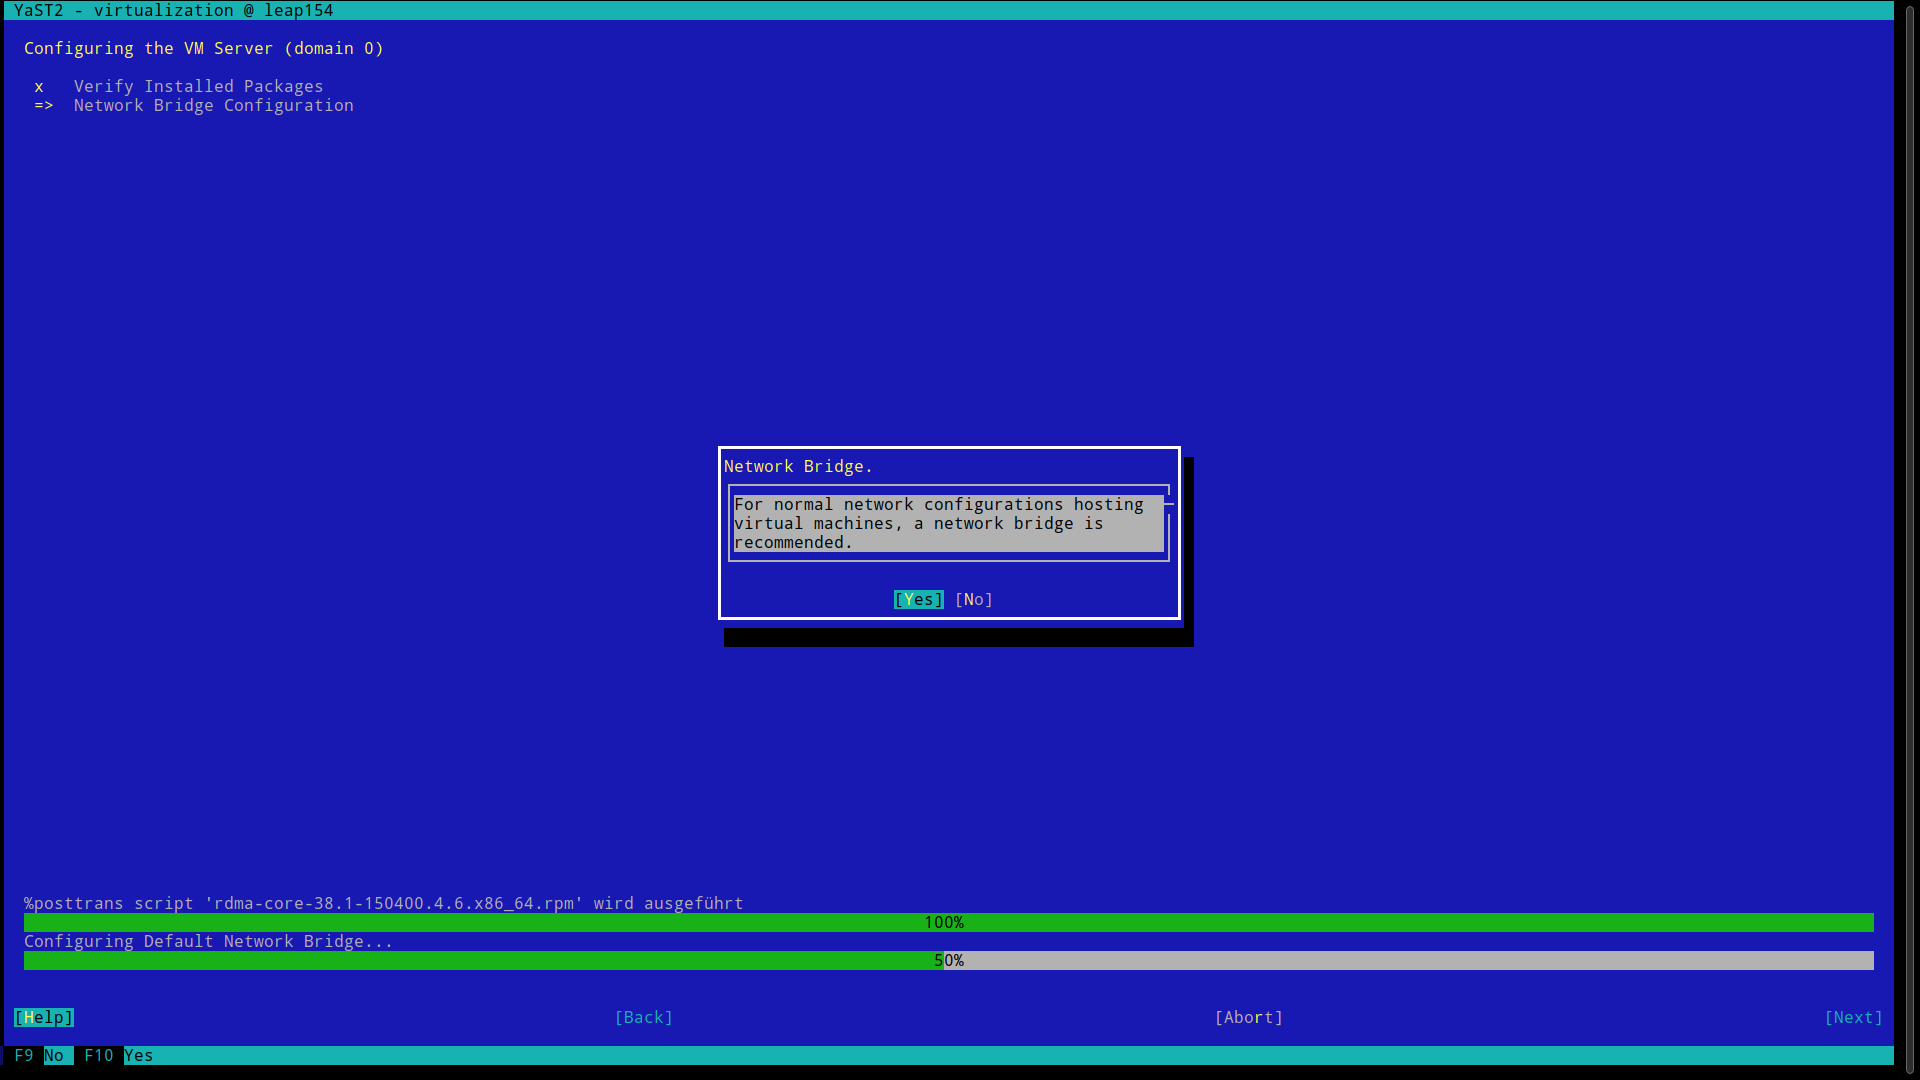 YaST2 - virtualization @ leap154
Configuring the VM Server (domain 0)
x Verify Installed Packages
=> Network Bridge Configuration
Network Bridge.
For normal network configurations hosting
virtual machines, a network bridge is
recommended.
[Yes] [No]
%posttrans script 'rdma-core-38.1-150400.4.6.x86_64.rpm' wird ausgeführt
100%
Configuring Default Network Bridge...
50%
[Help] [Back] [Abort] [Next]
F9 No F10 Yes